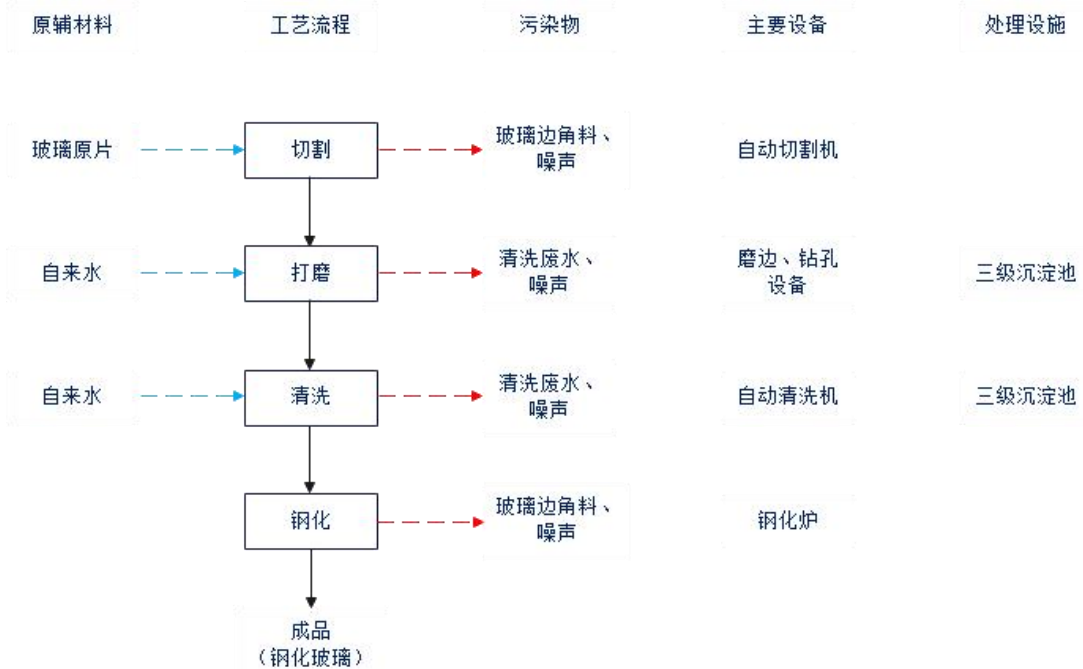 原辅材料 工艺流程 污染物 主要设备 处理设施
玻璃原片 切割 玻璃边角料、
噪声 自动切割机
自来水 打磨 清洗废水、
噪声 磨边、钻孔
设备 三级沉淀池
自来水 清洗 清洗废水、
噪声 自动清洗机 三级沉淀池
钢化 玻璃边角料、
噪声 钢化炉
成品
（钢化玻璃）